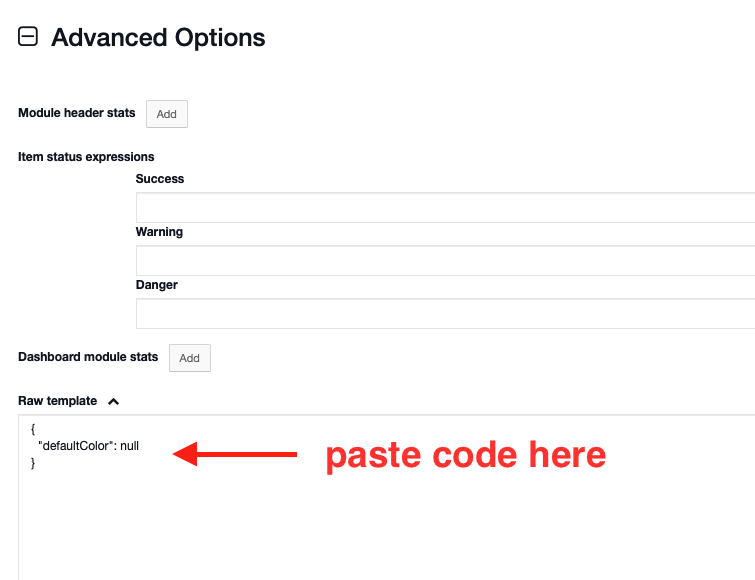 Advanced Options
Module header stats Add
Item status expressions
Success
Warning
Danger
Dashboard module stats Add
Raw template
{
"defaultColor": null
}
paste code here